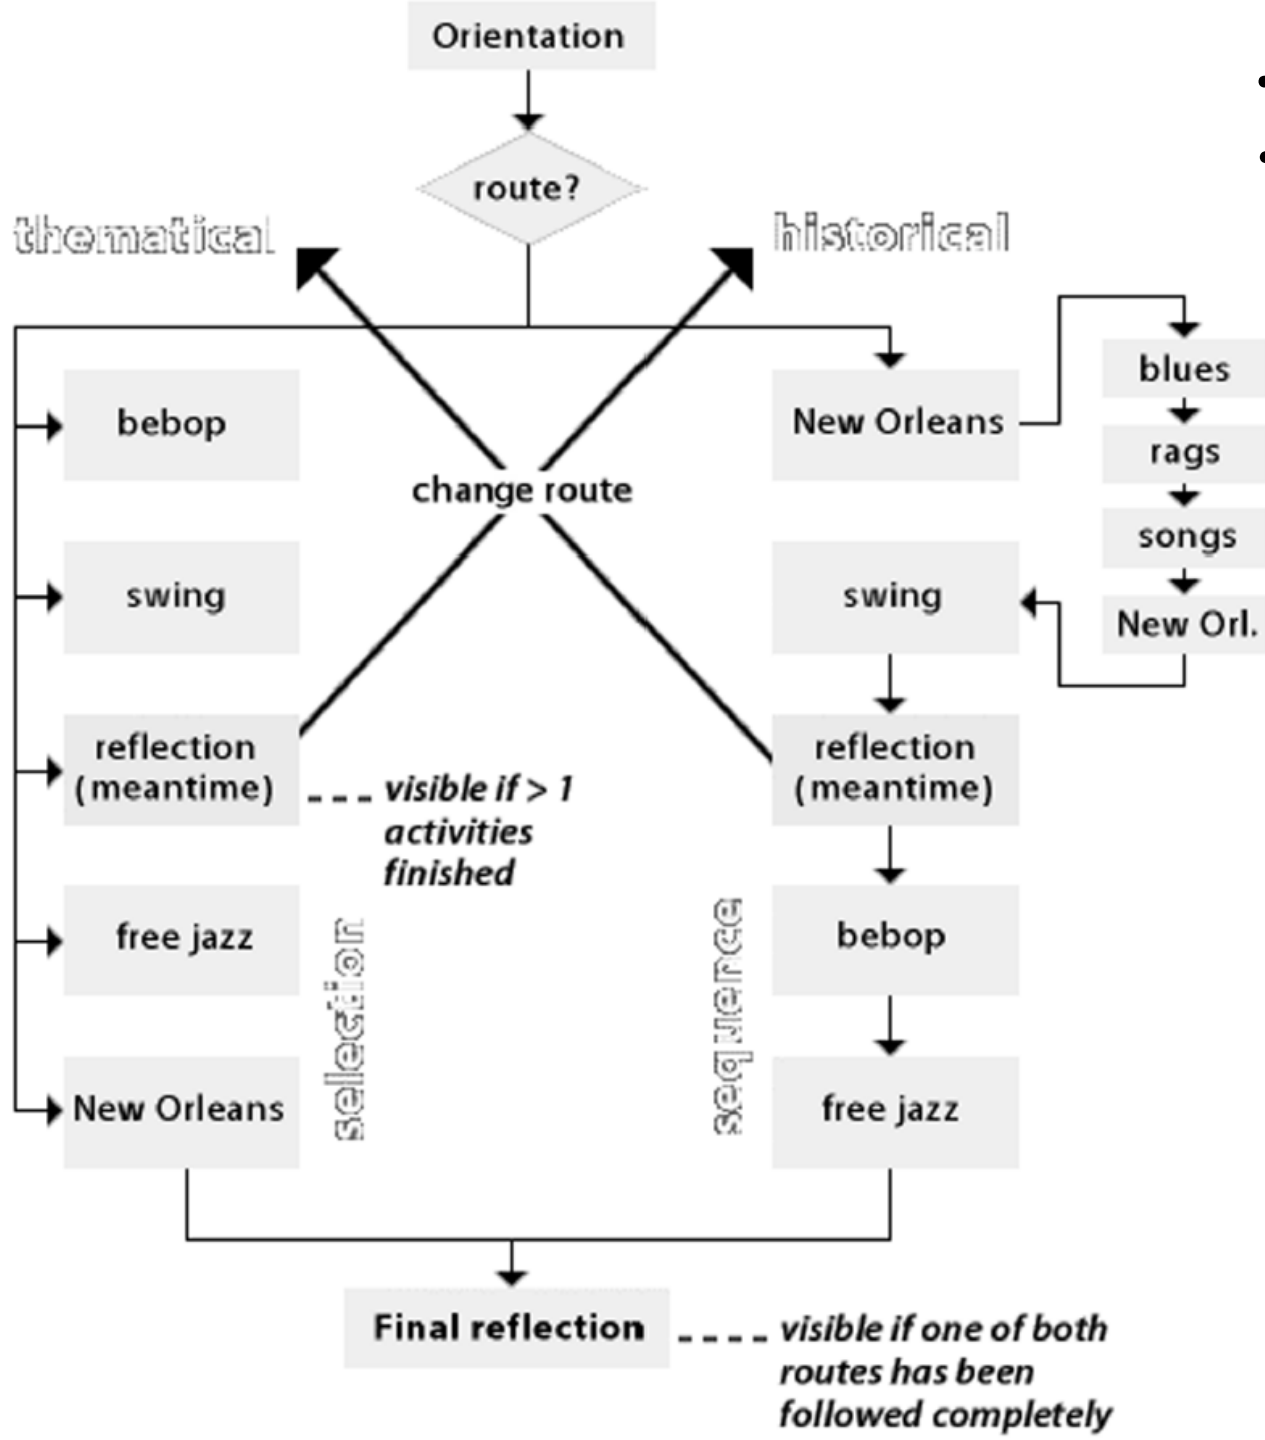 Orientation
route?
thematical
historical
bebop
New Orleans
blues
rags
songs
New Orl.
change route
swing
swing
reflection
(meantime)
visible if > 1
activities
finished
reflection
(meantime)
free jazz
selection
sequence
bebop
New Orleans
free jazz
Final reflection
visible if one of both
routes has been
followed completely